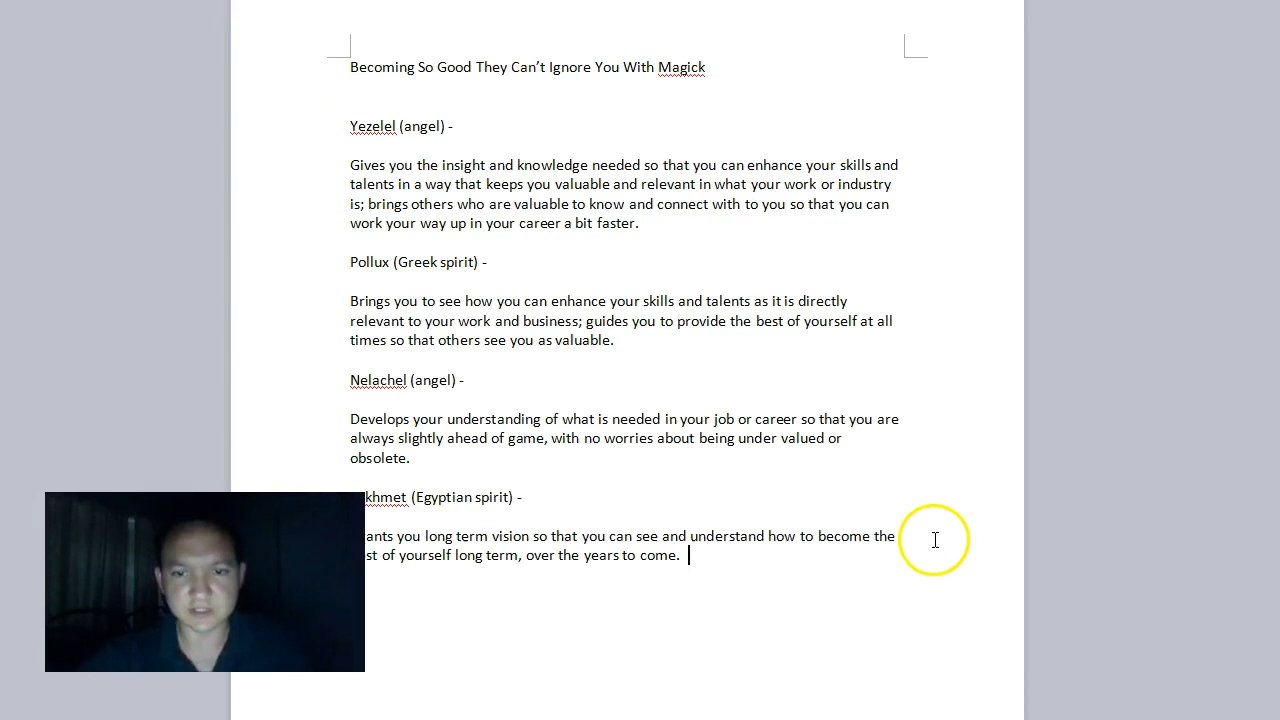 Becoming So Good They Can’t Ignore You With Magick
Yezelel (angel) -
Gives you the insight and knowledge needed so that you can enhance your skills and
talents in a way that keeps you valuable and relevant in what your work or industry
is; brings others who are valuable to know and connect with to you so that you can
work your way up in your career a bit faster.
Pollux (Greek spirit) -
Brings you to see how you can enhance your skills and talents as it is directly
relevant to your work and business; guides you to provide the best of yourself at all
times so that others see you as valuable.
Nelachel (angel) -
Develops your understanding of what is needed in your job or career so that you are
always slightly ahead of game, with no worries about being under valued or
obsolete.
(Egyptian spirit) -
you long term vision so that you can see and understand how to become the
of yourself long term, over the years to come.